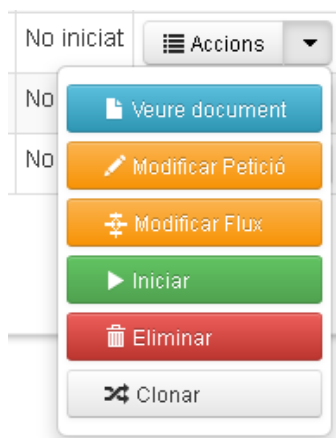 No iniciat Accions
No Veure document
No Modificar Petició
Modificar Flux
Iniciar
Eliminar
Clonar